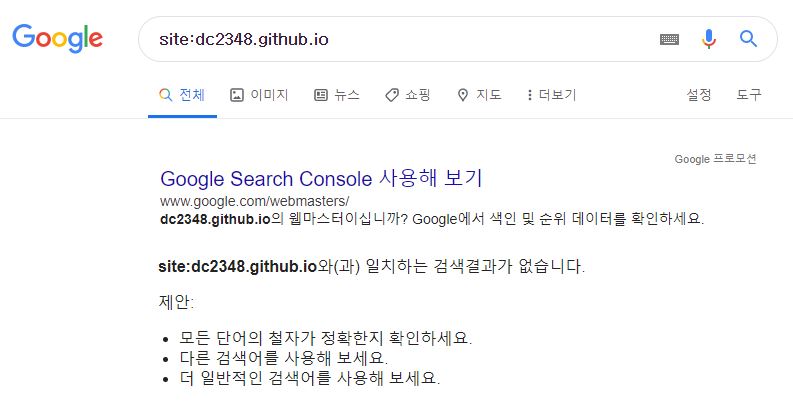 Google
site:dc2348.github.io
전체
이미지
뉴스
쇼핑
지도
더보기
설정
도구
Google 프로모션
Google Search Console 사용해 보기
www.google.com/webmasters/
dc2348.github.io의 웹마스터이십니까? Google에서 색인 및 순위 데이터를 확인하세요.
site:dc2348.github.io와(과) 일치하는 검색결과가 없습니다.
제안:
모든 단어의 철자가 정확한지 확인하세요.
다른 검색어를 사용해 보세요.
더 일반적인 검색어를 사용해 보세요.